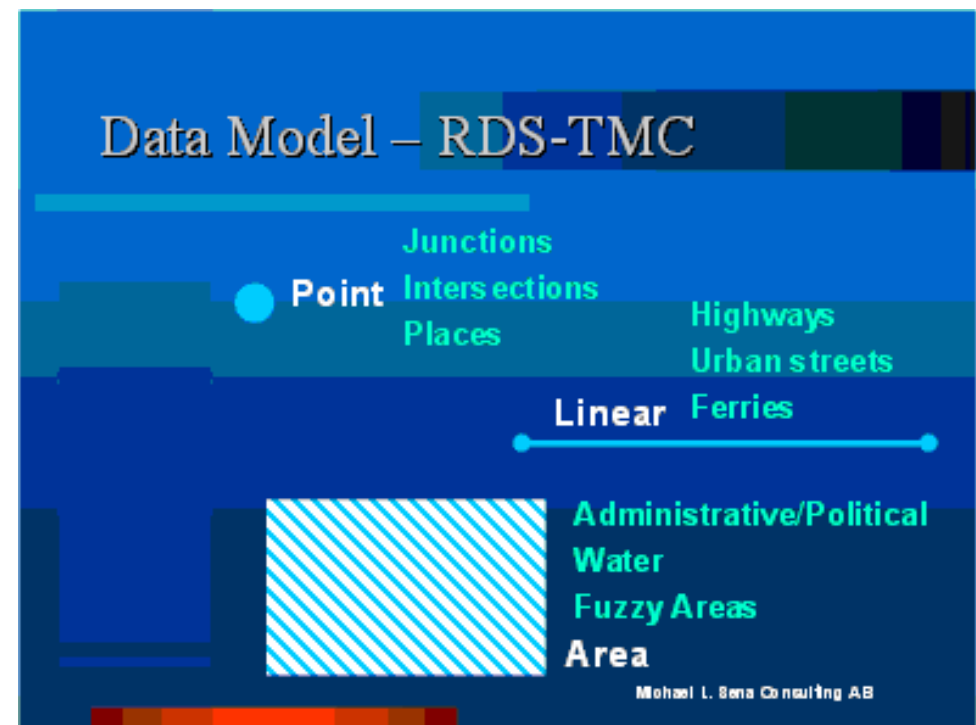 Data Model – RDS-TMC
Point
Junctions
Intersections
Places
Linear
Highways
Urban streets
Ferries
Administrative/Political
Water
Fuzzy Areas
Area
Michael L. Sena Consulting AB